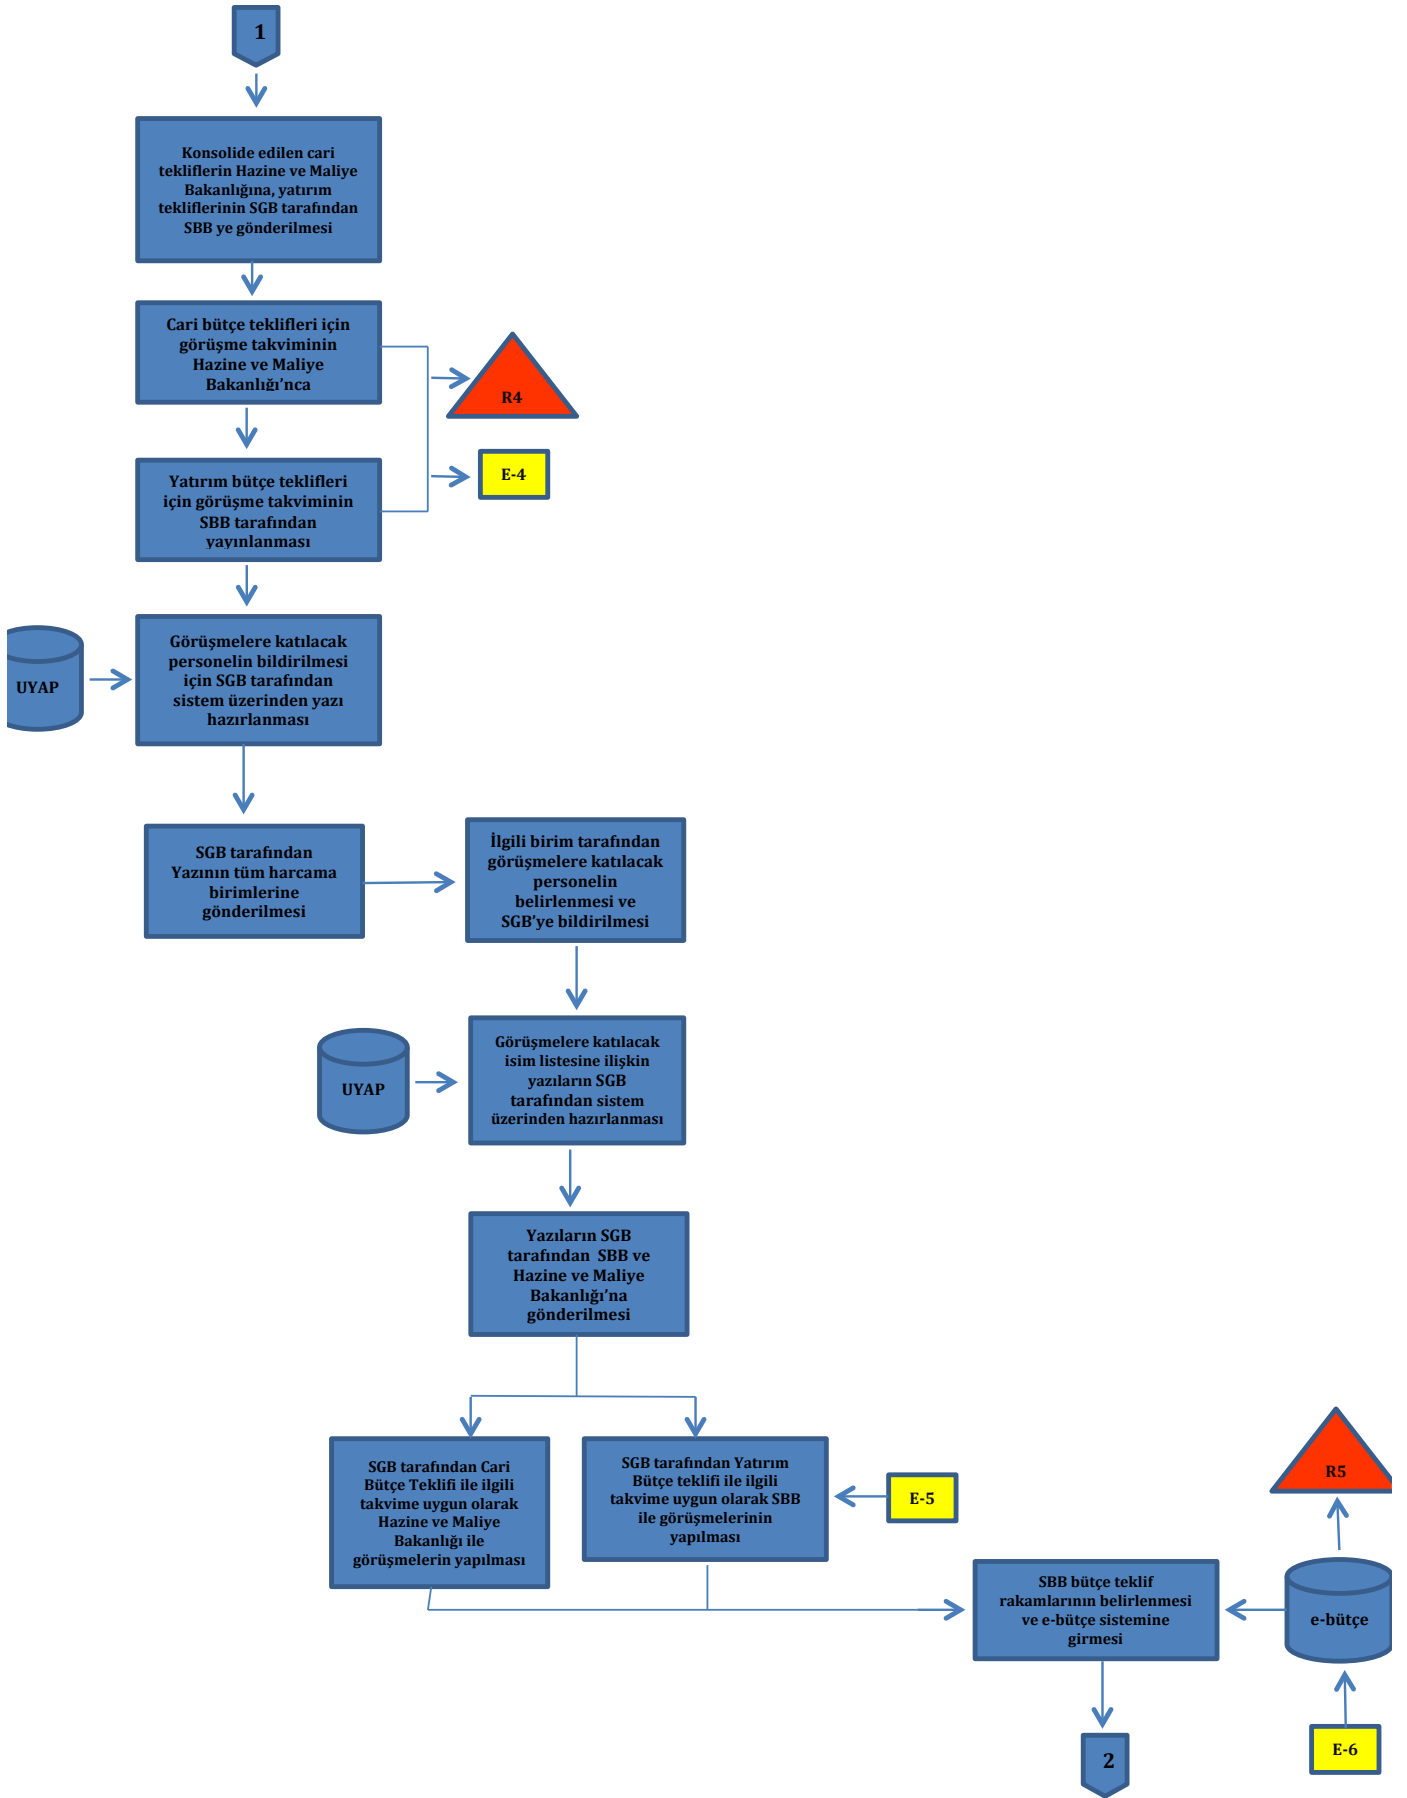 1
Konsolide edilen cari
tekliflerin Hazine ve Maliye
Bakanlığına, yatırım
tekliflerinin SGB tarafından
SBB ye gönderilmesi
Cari bütçe teklifleri için
görüşme takviminin
Hazine ve Maliye
Bakanlığı’nca
R4
E-4
Yatırım bütçe teklifleri
için görüşme takviminin
SBB tarafından
yayınlanması
UYAP
Görüşmelere katılacak
personelin bildirilmesi
için SGB tarafından
sistem üzerinden yazı
hazırlanması
SGB tarafından
Yazının tüm harcama
birimlerine
gönderilmesi
İlgili birim tarafından
görüşmelere katılacak
personelin
belirlenmesi ve
SGB’ye bildirilmesi
UYAP
Görüşmelere katılacak
isim listesine ilişkin
yazıların SGB
tarafından sistem
üzerinden hazırlanması
Yazıların SGB
tarafından  SBB ve
Hazine ve Maliye
Bakanlığı’na
gönderilmesi
SGB tarafından Cari
Bütçe Teklifi ile ilgili
takvime uygun olarak
Hazine ve Maliye
Bakanlığı ile
görüşmelerin yapılması
SGB tarafından Yatırım
Bütçe teklifi ile ilgili
takvime uygun olarak SBB
ile görüşmelerinin
yapılması
E-5
R5
SBB bütçe teklif
rakamlarının belirlenmesi
ve e-bütçe sistemine
girmesi
e-bütçe
E-6
2